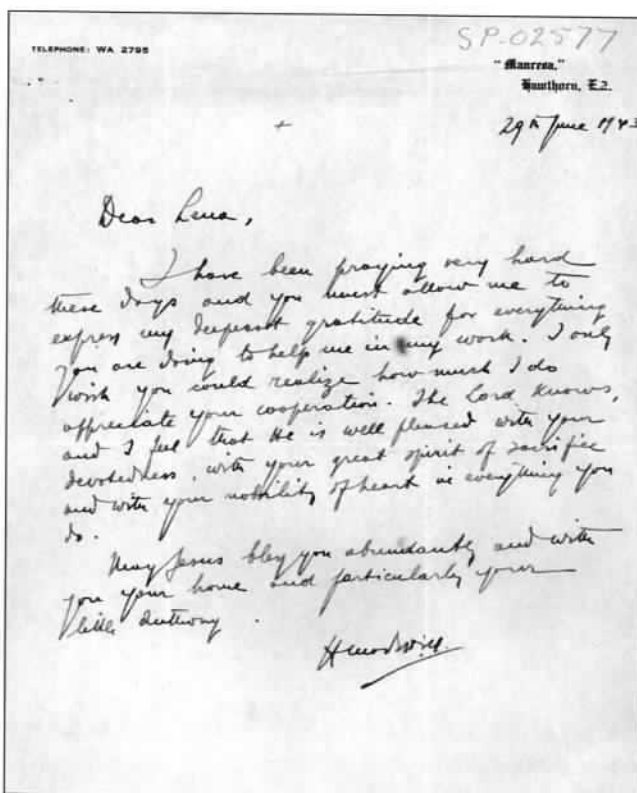 SP-02577
TELEPHONE: WA 2795
"Manresa,"
Hawthorn, E.2.
29th June 1943
Dear Lena,
I have been praying very hard
these days and you must allow me to
express my deepest gratitude for everything
you are doing to help me in my work. I only
wish you could realize how much I do
appreciate your cooperation. The Lord knows,
and I feel that He is well pleased with your
devotedness, with your great spirit of sacrifice
and with your nobility of heart in everything you
do.
May Jesus bless you abundantly and with
you your home and particularly your
little Anthony.